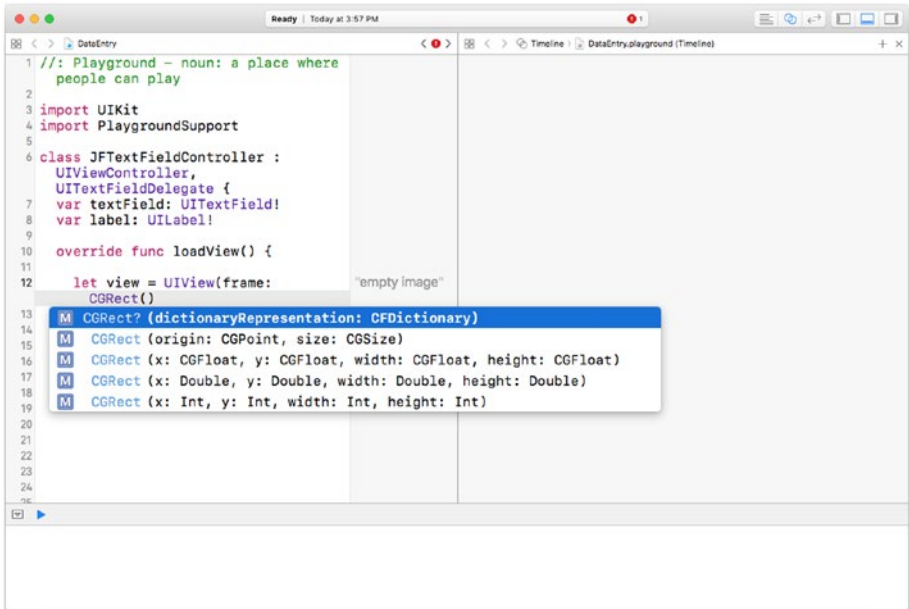 Ready | Today at 3:57 PM
1
DataEntry
Timeline
DataEntry.playground (Timeline)
1 //: Playground – noun: a place where
people can play
2
3 import UIKit
4 import PlaygroundSupport
5
6 class JFTextFieldController :
UIViewController,
UITextFieldDelegate {
7 var textField: UITextField!
8 var label: UILabel!
9
10 override func loadView() {
11
12 let view = UIView(frame: "empty image"
CGRect()
13 M CGRect? (dictionaryRepresentation: CFDictionary)
14
15 M CGRect (origin: CGPoint, size: CGSize)
16 M CGRect (x: CGFloat, y: CGFloat, width: CGFloat, height: CGFloat)
17 M CGRect (x: Double, y: Double, width: Double, height: Double)
18
19 M CGRect (x: Int, y: Int, width: Int, height: Int)
20
21
22
23
24
25